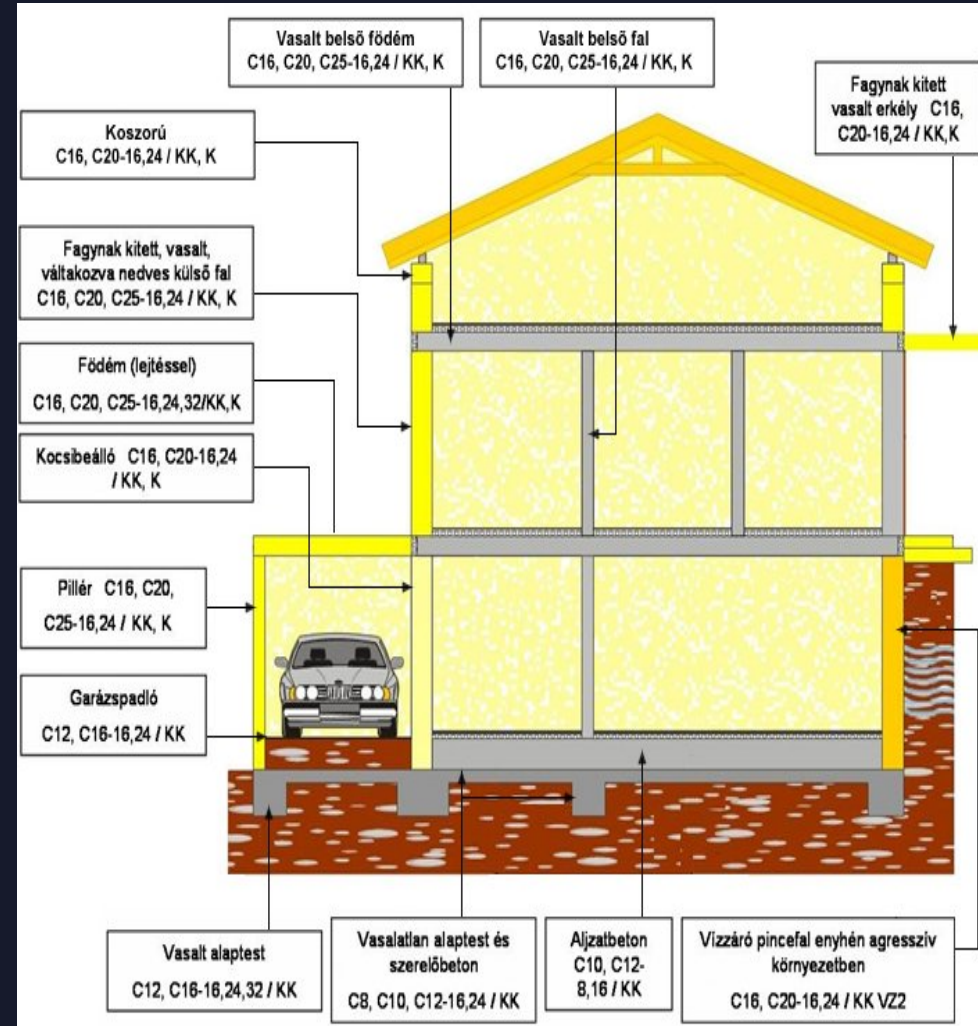 Vasalt belső födém
C16, C20, C25-16,24 / KK, K
Vasalt belső fal
C16, C20, C25-16,24 / KK, K
Fagynak kitett
vasalt erkély C16,
C20-16,24 / KK,K
Koszorú
C16, C20-16,24 / KK, K
Fagynak kitett, vasalt,
váltakozva nedves külső fal
C16, C20, C25-16,24 / KK, K
Födém (lejtéssel)
C16, C20, C25-16,24,32/KK,K
Kocsibeálló C16, C20-16,24
/ KK, K
Pillér C16, C20,
C25-16,24 / KK, K
Garázspadló
C12, C16-16,24 / KK
Vasalt alaptest
C12, C16-16,24,32 / KK
Vasalatlan alaptest és
szerelőbeton
C8, C10, C12-16,24 / KK
Aljzatbeton
C10, C12-
8,16 / KK
Vízzáró pincefal enyhén agresszív
környezetben
C16, C20-16,24 / KK VZ2